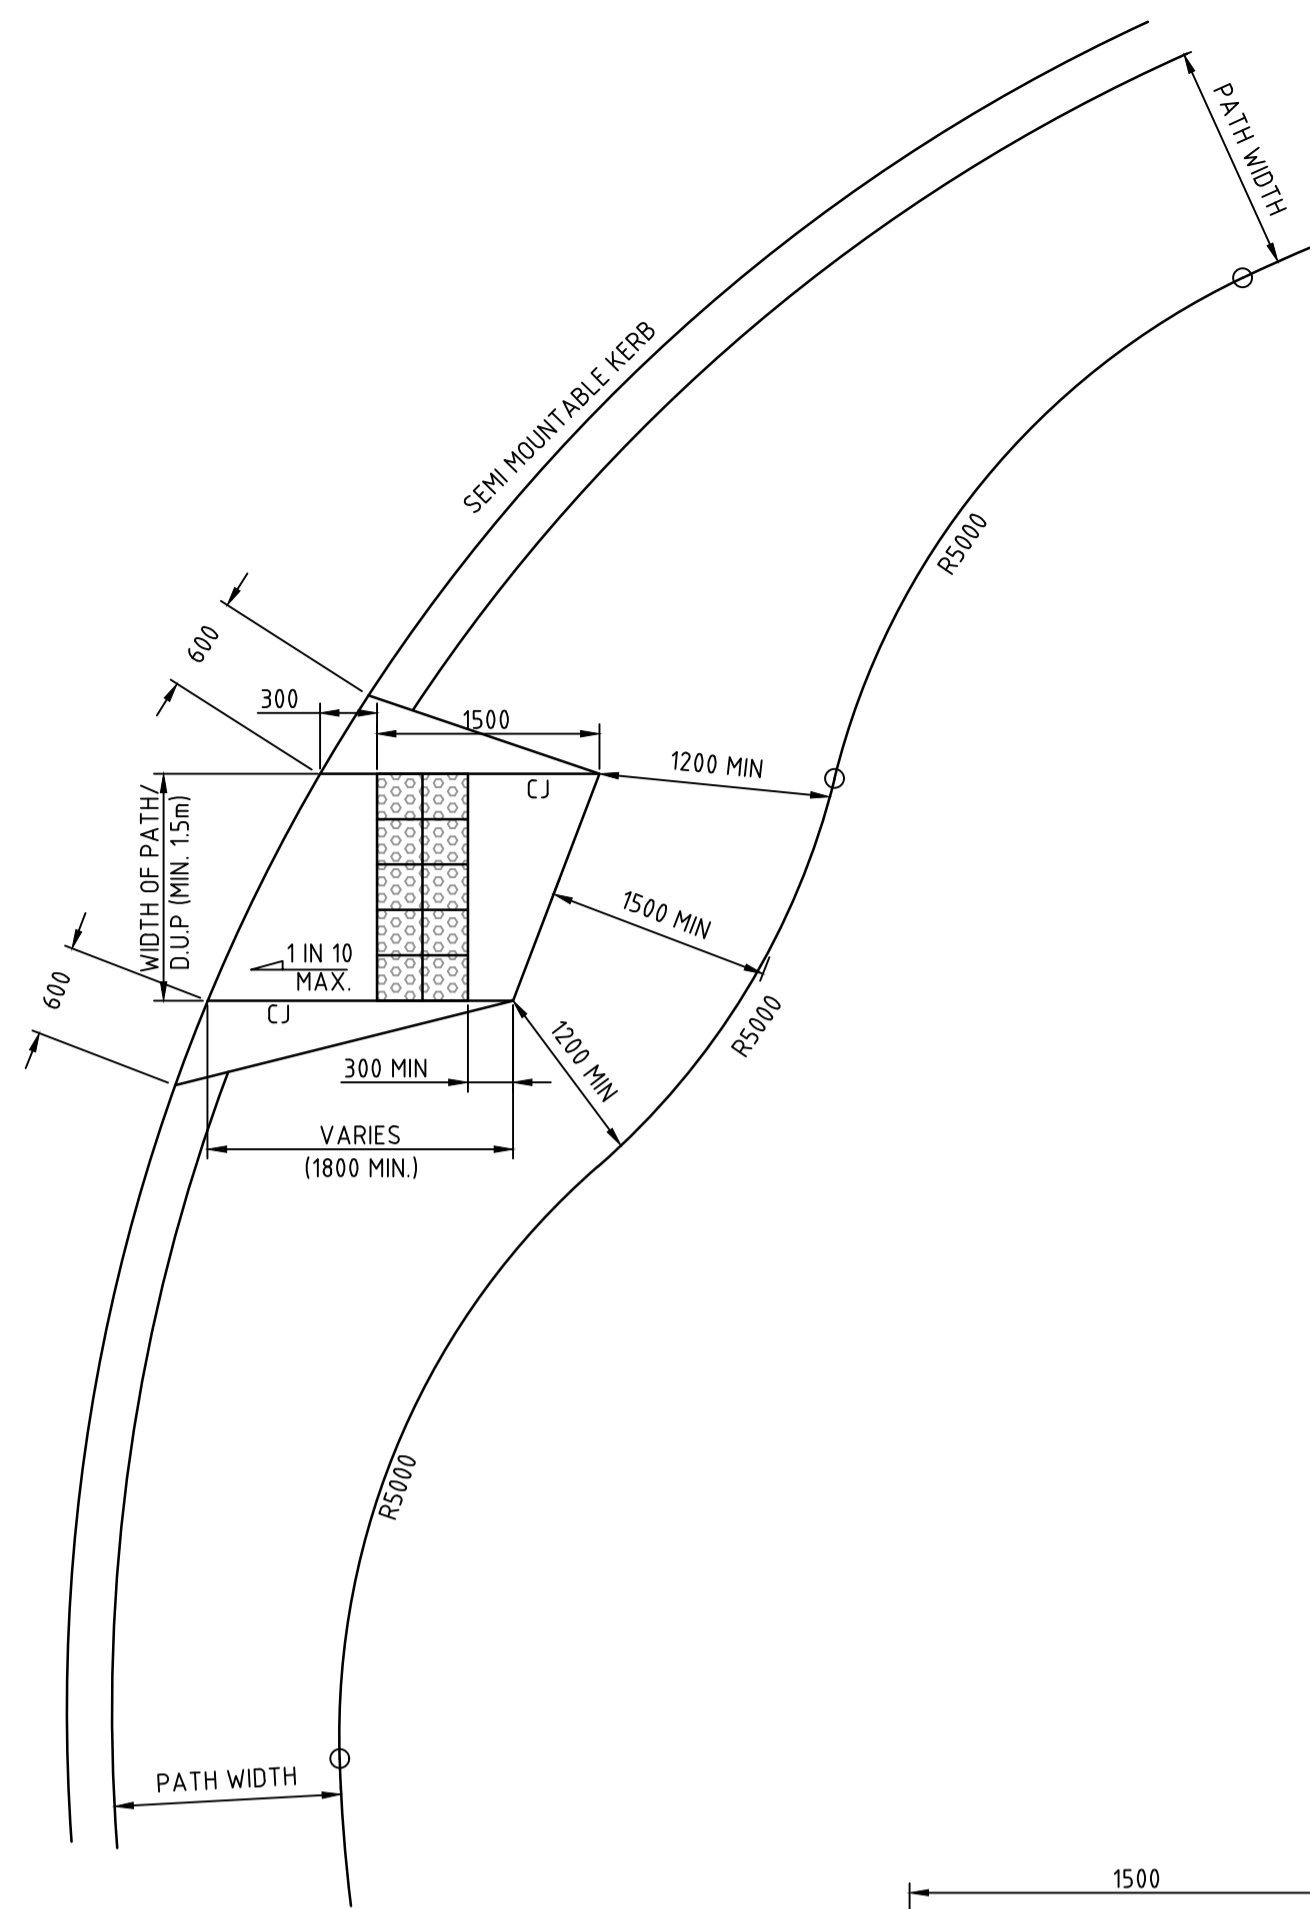 PATH WIDTH
SEMI MOUNTABLE KERB
R5000
600
300
1500
1200 MIN
CJ
WIDTH OF PATH/
D.U.P (MIN. 1.5m)
1500 MIN
1 IN 10
MAX.
600
CJ
R5000
1200 MIN
300 MIN
VARIES
(1800 MIN.)
R5000
PATH WIDTH
1500